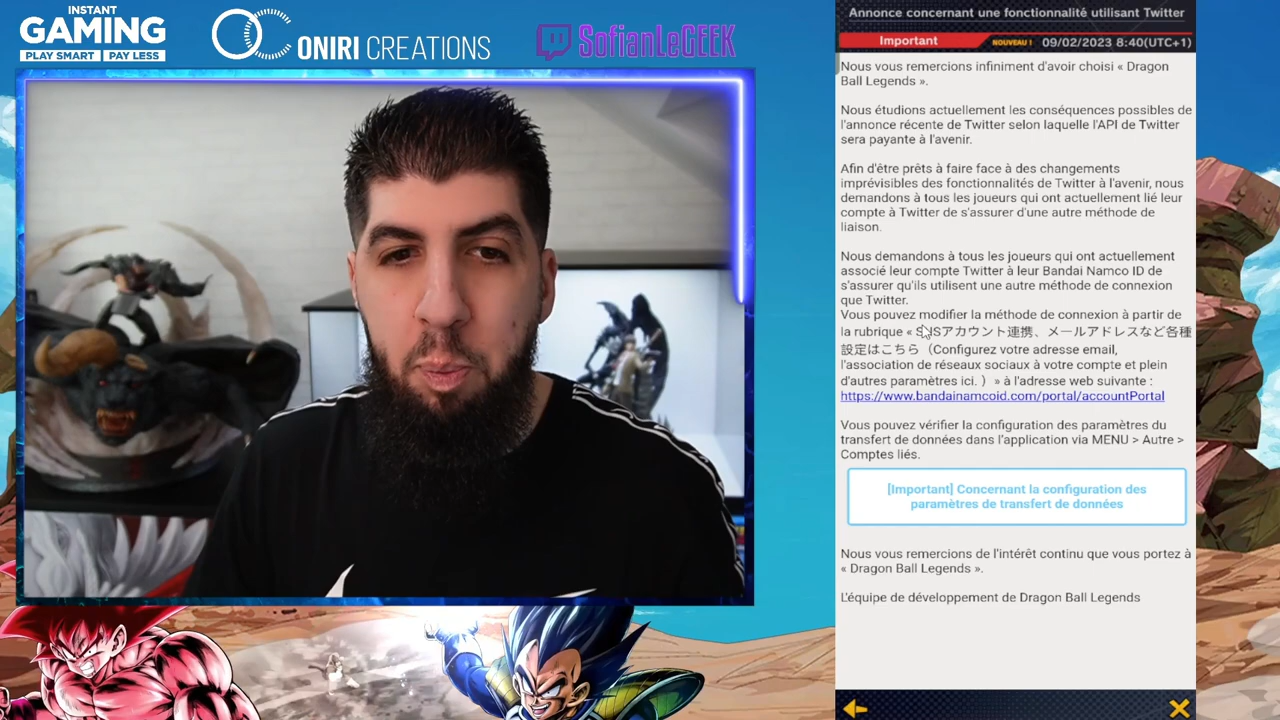 INSTANT
GAMING
PLAY SMART PAY LESS
ONIRI CREATIONS
SofianLeGEEK
Annonce concernant une fonctionnalité utilisant Twitter
Important
NOUVEAU !
09/02/2023 8:40(UTC+1)
Nous vous remercions infiniment d'avoir choisi « Dragon
Ball Legends ».
Nous étudions actuellement les conséquences possibles de
l'annonce récente de Twitter selon laquelle l'API de Twitter
sera payante à l'avenir.
Afin d'être prêts à faire face à des changements
imprévisibles des fonctionnalités de Twitter à l'avenir, nous
demandons à tous les joueurs qui ont actuellement lié leur
compte à Twitter de s'assurer d'une autre méthode de
liaison.
Nous demandons à tous les joueurs qui ont actuellement
associé leur compte Twitter à leur Bandai Namco ID de
s'assurer qu'ils utilisent une autre méthode de connexion
que Twitter.
Vous pouvez modifier la méthode de connexion à partir de
la rubrique « SNSアカウント連携、メールアドレスなど各種
設定はこちら（Configurez votre adresse email,
l'association de réseaux sociaux à votre compte et plein
d'autres paramètres ici. ） » à l'adresse web suivante :
https://www.bandainamcoid.com/portal/accountPortal
Vous pouvez vérifier la configuration des paramètres du
transfert de données dans l'application via MENU > Autre >
Comptes liés.
[Important] Concernant la configuration des
paramètres de transfert de données
Nous vous remercions de l'intérêt continu que vous portez à
« Dragon Ball Legends ».
L'équipe de développement de Dragon Ball Legends